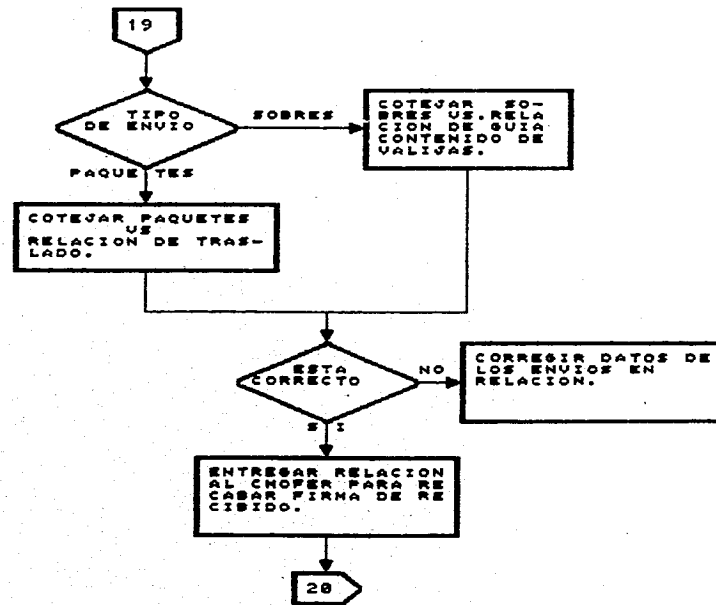 19
TIPO
DE ENVIO
SOBRES
COTEJAR SO-
BRES VS.RELA
CION DE GUIA
CONTENIDO DE
VALIJAS.
PAQUETES
COTEJAR PAQUETES
VS
RELACION DE TRAS-
LADO.
ESTA
CORRECTO
NO
CORREGIR DATOS DE
LOS ENVIOS EN
RELACION.
SI
ENTREGAR RELACION
AL CHOFER PARA RE
CABAR FIRMA DE RE
CIBIDO.
20